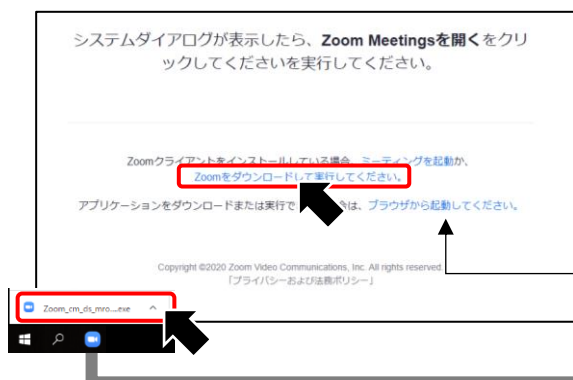 システムダイアログが表示したら、Zoom Meetingsを開くをクリ
ックしてくださいを実行してください。
Zoomクライアントをインストールしている場合、ミーティングを起動か、
Zoomをダウンロードして実行してください。
アプリケーションをダウンロードまたは実行で 合は、ブラウザから起動してください。
Copyright ©2020 Zoom Video Communications, Inc. All rights reserved.
「プライバシーおよび法務ポリシー」
Zoom_cm_ds_mro....exe